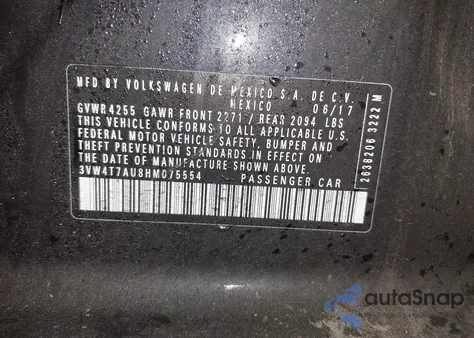 MFD BY VOLKSWAGEN DE MEXICO S.A. DE C.V.
MEXICO 06/17
GVWR 4255 GAWR FRONT 2271 / REAR 2094 LBS
THIS VEHICLE CONFORMS TO ALL APPLICABLE U.S.
FEDERAL MOTOR VEHICLE SAFETY, BUMPER AND
THEFT PREVENTION STANDARDS IN EFFECT ON
THE DATE OF MANUFACTURE SHOWN ABOVE.
3VW4T7AU8HM075554 PASSENGER CAR
2638206 3222 M
autoSnap